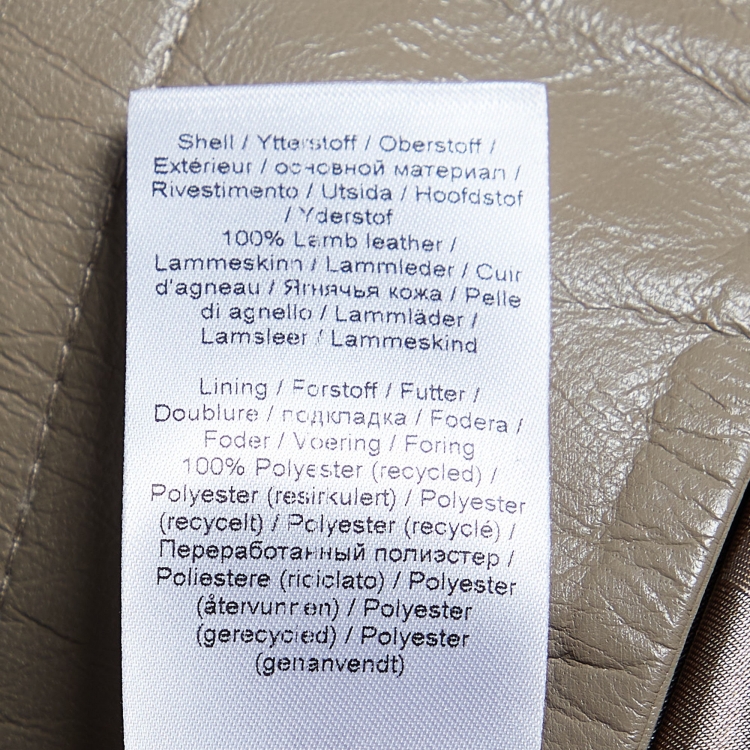 Shell / Ytterstoff / Oberstoff /
Extérieur / основной материал /
Rivestimento / Utsida / Hoofdstof
/ Yderstof
100% Lamb leather /
Lammeskinn / Lammleder / Cuir
d'agneau / Ягнячья кожа / Pelle
di agnello / Lammläder /
Lamsleer / Lammeskind
Lining / Forstoff / Futter /
Doublure / подкладка / Fodera /
Foder / Voering / Foring
100% Polyester (recycled) /
Polyester (resirkulert) / Polyester
(recycelt) / Polyester (recyclé) /
Переработанный полиэстер /
Poliestere (riciclato) / Polyester
(återvunnen) / Polyester
(gerecycled) / Polyester
(genanvendt)